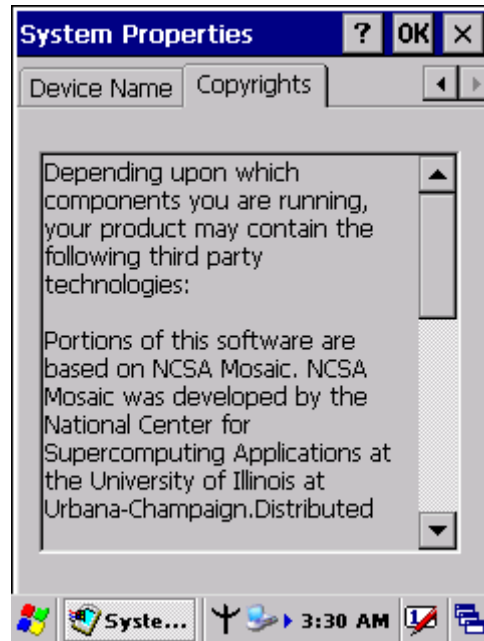 System Properties ? OK ×
Device Name Copyrights
Depending upon which
components you are running,
your product may contain the
following third party
technologies:
Portions of this software are
based on NCSA Mosaic. NCSA
Mosaic was developed by the
National Center for
Supercomputing Applications at
the University of Illinois at
Urbana-Champaign.Distributed
Syste... 3:30 AM